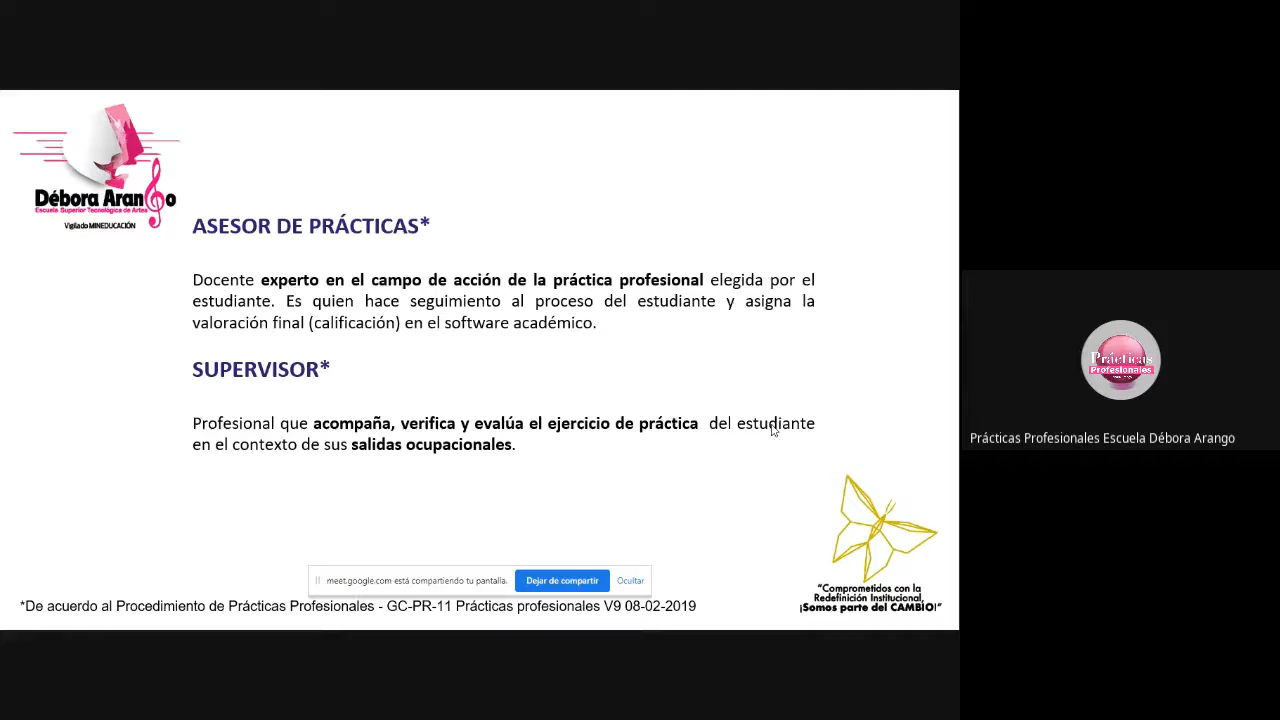 Débora Arango
Escuela Superior Tecnológica de Artes
Vigilado MINEDUCACIÓN
ASESOR DE PRÁCTICAS*
Docente experto en el campo de acción de la práctica profesional elegida por el
estudiante. Es quien hace seguimiento al proceso del estudiante y asigna la
valoración final (calificación) en el software académico.
SUPERVISOR*
Profesional que acompaña, verifica y evalúa el ejercicio de práctica del estudiante
en el contexto de sus salidas ocupacionales.
meet.google.com está compartiendo tu pantalla.
Dejar de compartir
Ocultar
*De acuerdo al Procedimiento de Prácticas Profesionales - GC-PR-11 Prácticas profesionales V9 08-02-2019
“Comprometidos con la
Redefinición Institucional,
¡Somos parte del CAMBIO!”
Prácticas
Profesionales
Prácticas Profesionales Escuela Débora Arango